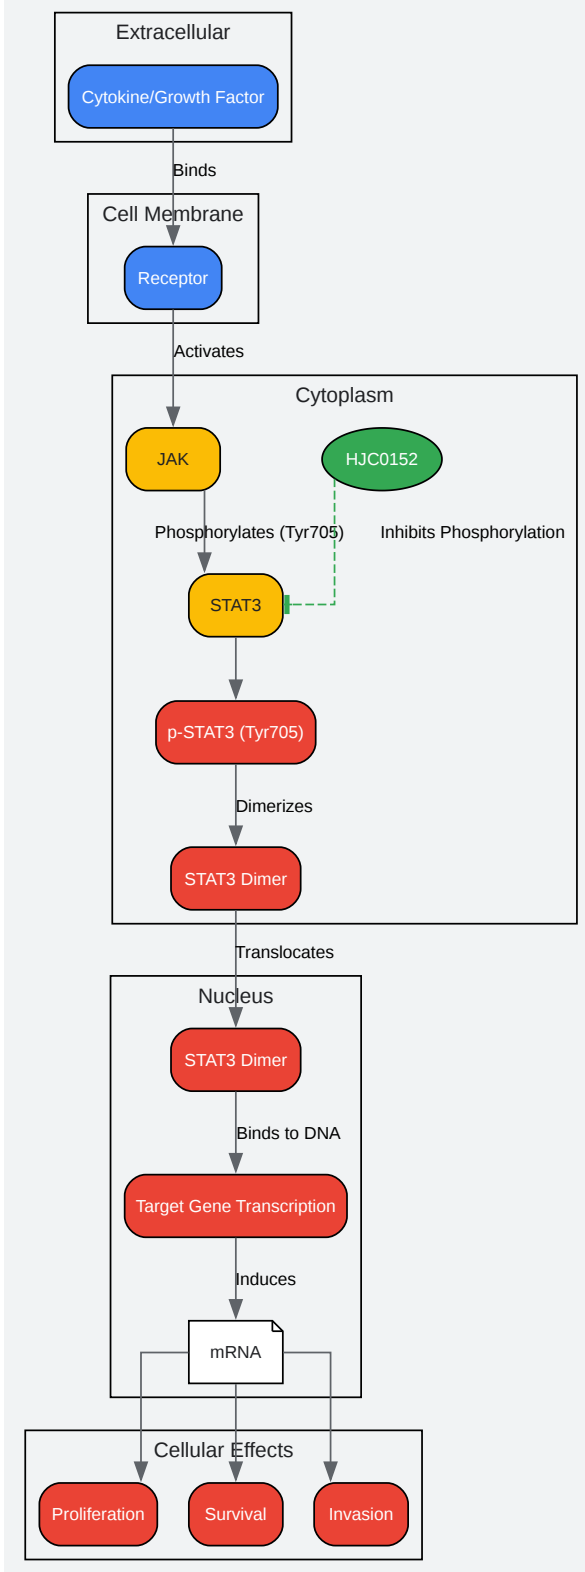 Extracellular
Cytokine/Growth Factor
Binds
Cell Membrane
Receptor
Activates
Cytoplasm
JAK
HJC0152
Phosphorylates (Tyr705)
Inhibits Phosphorylation
STAT3
p-STAT3 (Tyr705)
Dimerizes
STAT3 Dimer
Translocates
Nucleus
STAT3 Dimer
Binds to DNA
Target Gene Transcription
Induces
mRNA
Cellular Effects
Proliferation
Survival
Invasion